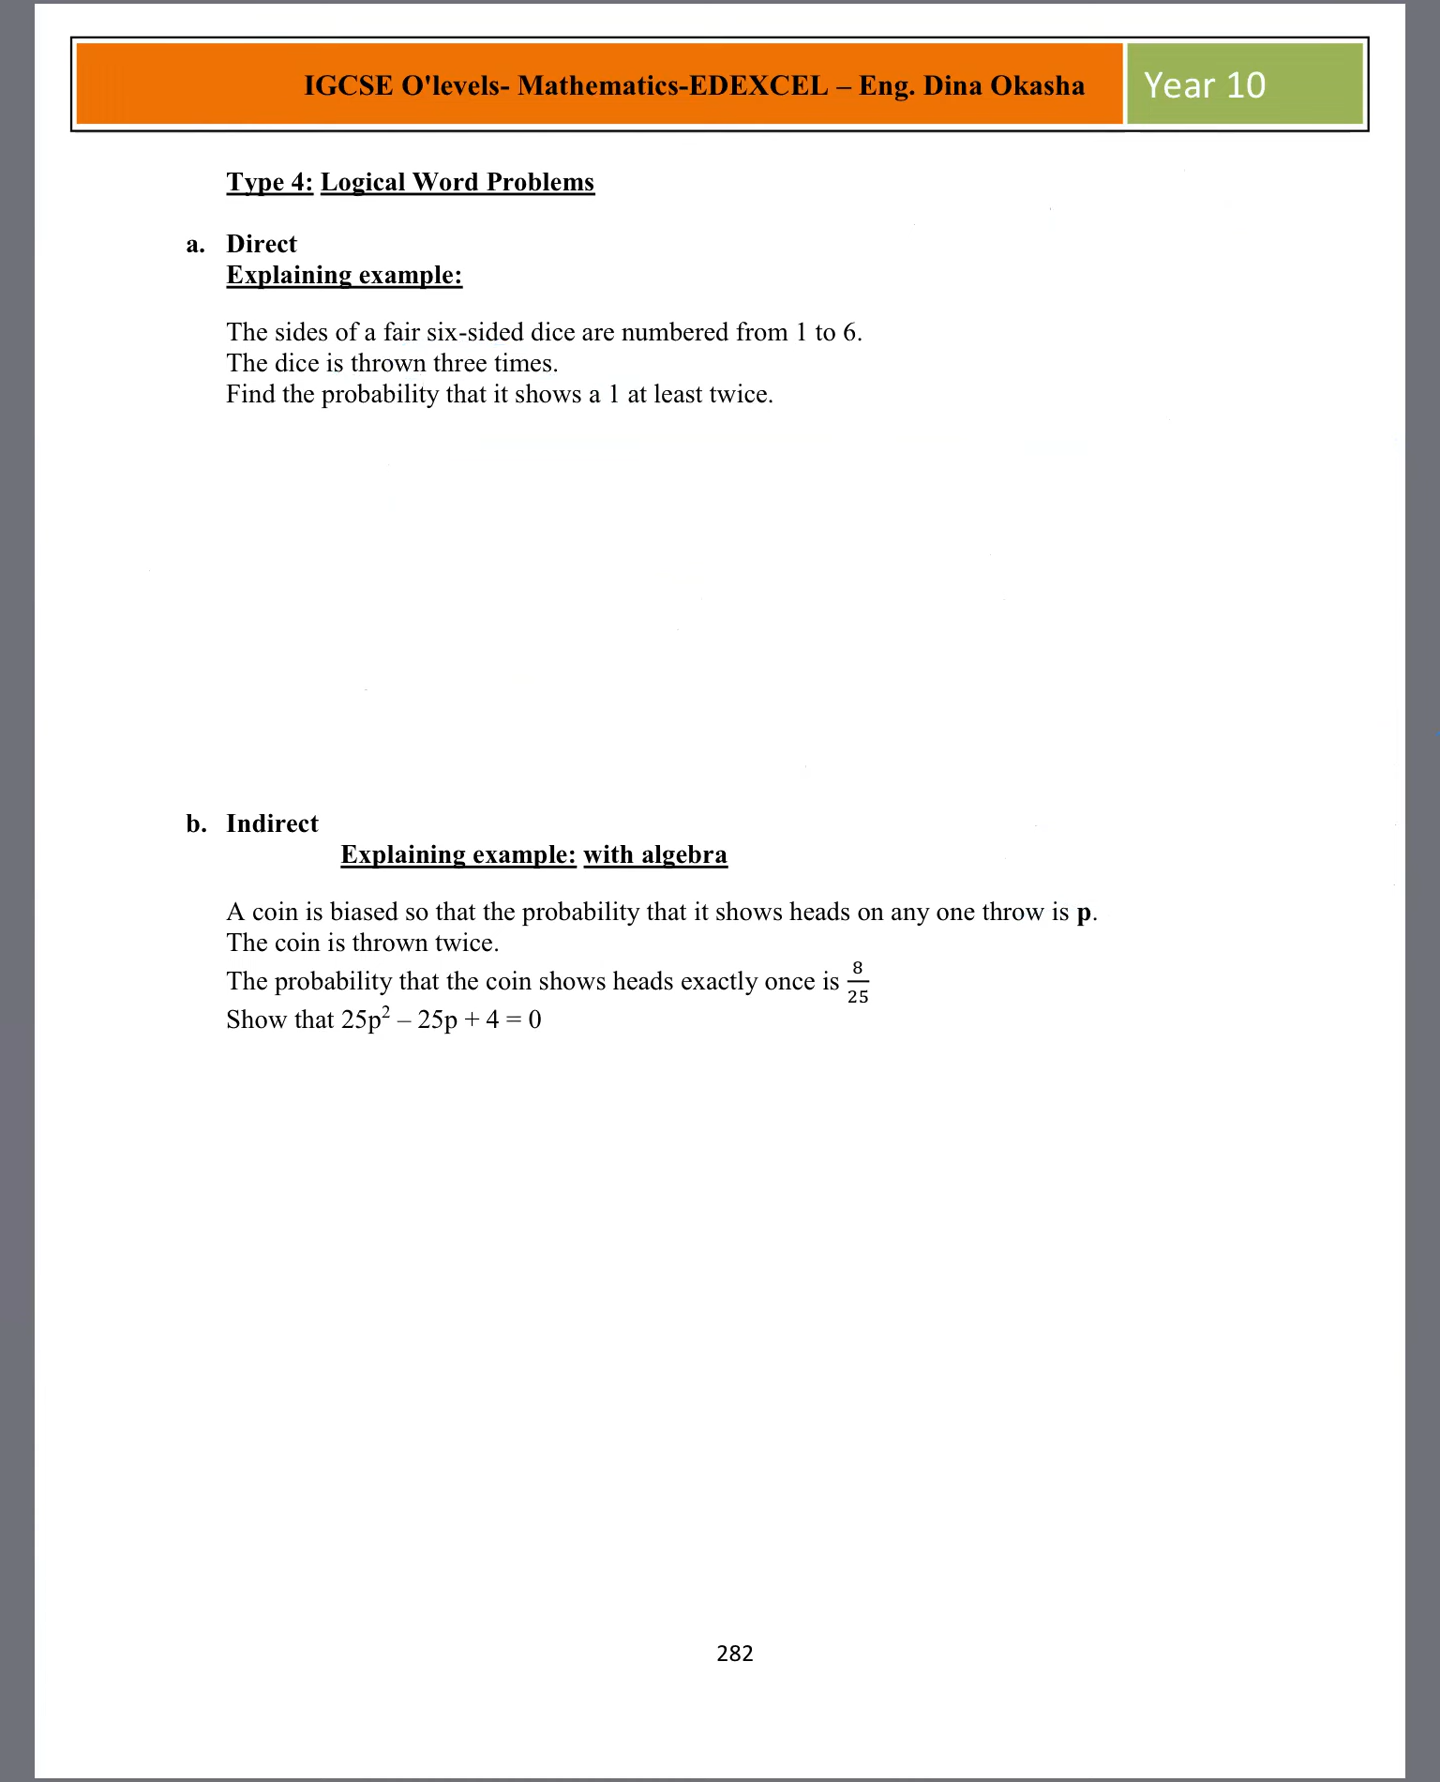 IGCSE O'levels- Mathematics-EDEXCEL – Eng. Dina Okasha
Year 10
Type 4: Logical Word Problems
a. Direct
Explaining example:
The sides of a fair six-sided dice are numbered from 1 to 6.
The dice is thrown three times.
Find the probability that it shows a 1 at least twice.
b. Indirect
Explaining example: with algebra
A coin is biased so that the probability that it shows heads on any one throw is p.
The coin is thrown twice.
The probability that the coin shows heads exactly once is 8/25
Show that 25p² – 25p + 4 = 0
282